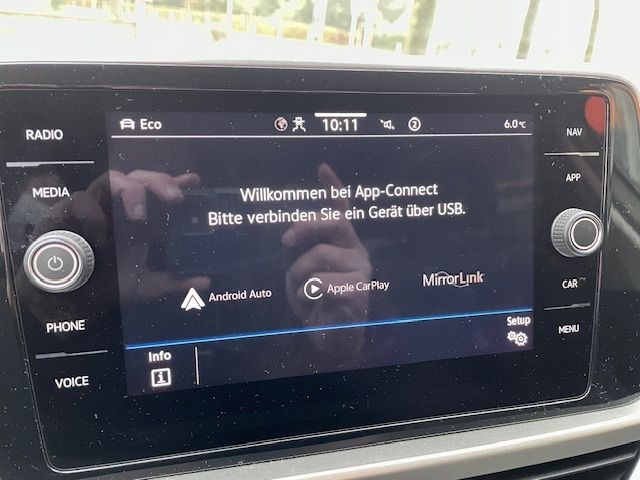 RADIO
MEDIA
PHONE
VOICE
Eco
10:11
2
6.0 °C
Willkommen bei App-Connect
Bitte verbinden Sie ein Gerät über USB.
Android Auto
Apple CarPlay
MirrorLink
Info
i
Setup
NAV
APP
CAR
MENU